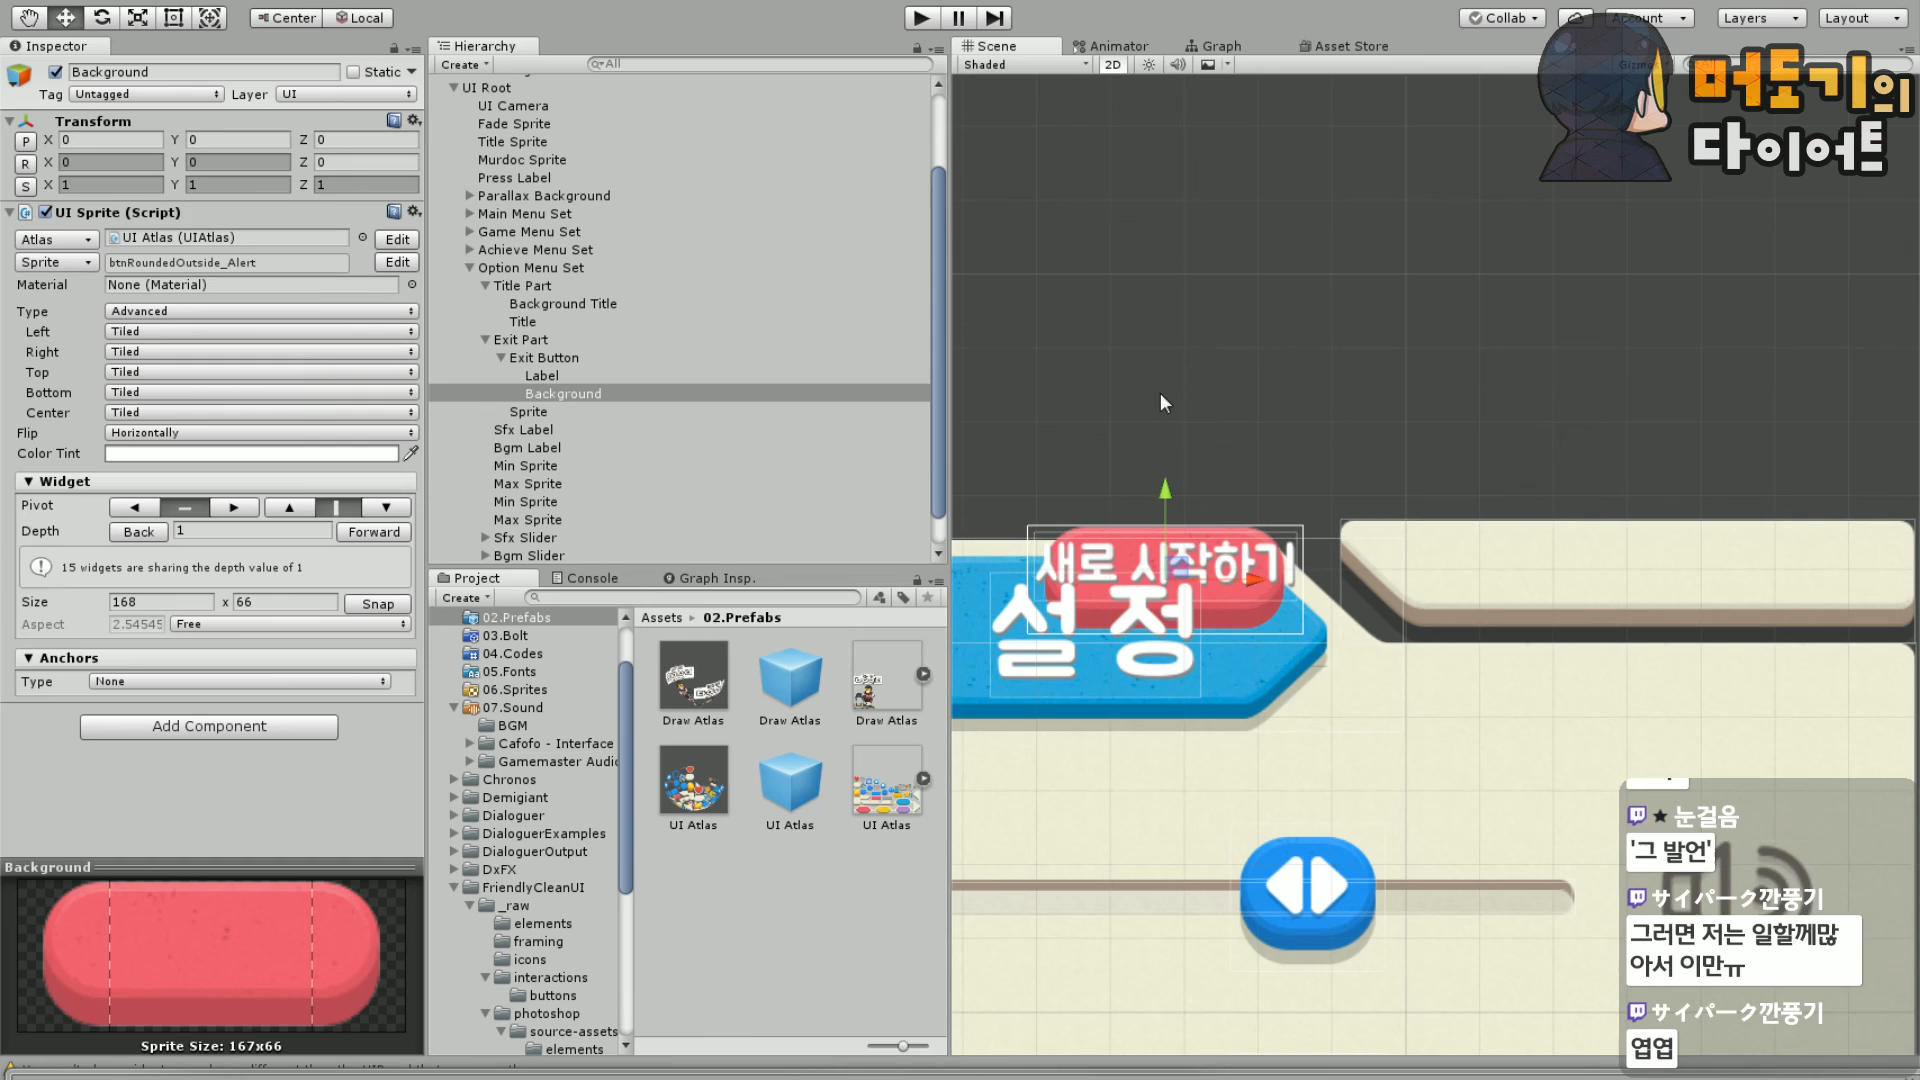 Center
Local
Collab
Account
Layers
Layout
Inspector
Background
Static
Tag
Untagged
Layer
UI
Transform
P
X
0
Y
0
Z
0
R
X
0
Y
0
Z
0
S
X
1
Y
1
Z
1
UI Sprite (Script)
Atlas
UI Atlas (UIAtlas)
Edit
Sprite
btnRoundedOutside_Alert
Edit
Material
None (Material)
Type
Advanced
Left
Tiled
Right
Tiled
Top
Tiled
Bottom
Tiled
Center
Tiled
Flip
Horizontally
Color Tint
Widget
Pivot
Depth
Back
1
Forward
15 widgets are sharing the depth value of 1
Size
168
x
66
Snap
Aspect
2.54545
Free
Anchors
Type
None
Add Component
Background
Sprite Size: 167x66
Hierarchy
Create
All
UI Root
UI Camera
Fade Sprite
Title Sprite
Murdoc Sprite
Press Label
Parallax Background
Main Menu Set
Game Menu Set
Achieve Menu Set
Option Menu Set
Title Part
Background Title
Title
Exit Part
Exit Button
Label
Background
Sprite
Sfx Label
Bgm Label
Min Sprite
Max Sprite
Min Sprite
Max Sprite
Sfx Slider
Bgm Slider
Project
Console
Graph Insp.
Create
02.Prefabs
03.Bolt
04.Codes
05.Fonts
06.Sprites
07.Sound
BGM
Cafofo - Interface
Gamemaster Audio
Chronos
Demigiant
Dialoguer
DialoguerExamples
DialoguerOutput
DxFX
FriendlyCleanUI
_raw
elements
framing
icons
interactions
buttons
photoshop
source-assets
elements
Assets
02.Prefabs
Draw Atlas
Draw Atlas
Draw Atlas
UI Atlas
UI Atlas
UI Atlas
Scene
Animator
Graph
Asset Store
Shaded
2D
Gizmos
머도기의
다이어트
새로 시작하기
설 정
눈걸음
'그 발언'
サイパーク깐풍기
그러면 저는 일할께많
아서 이만ㅠ
サイパーク깐풍기
엽엽